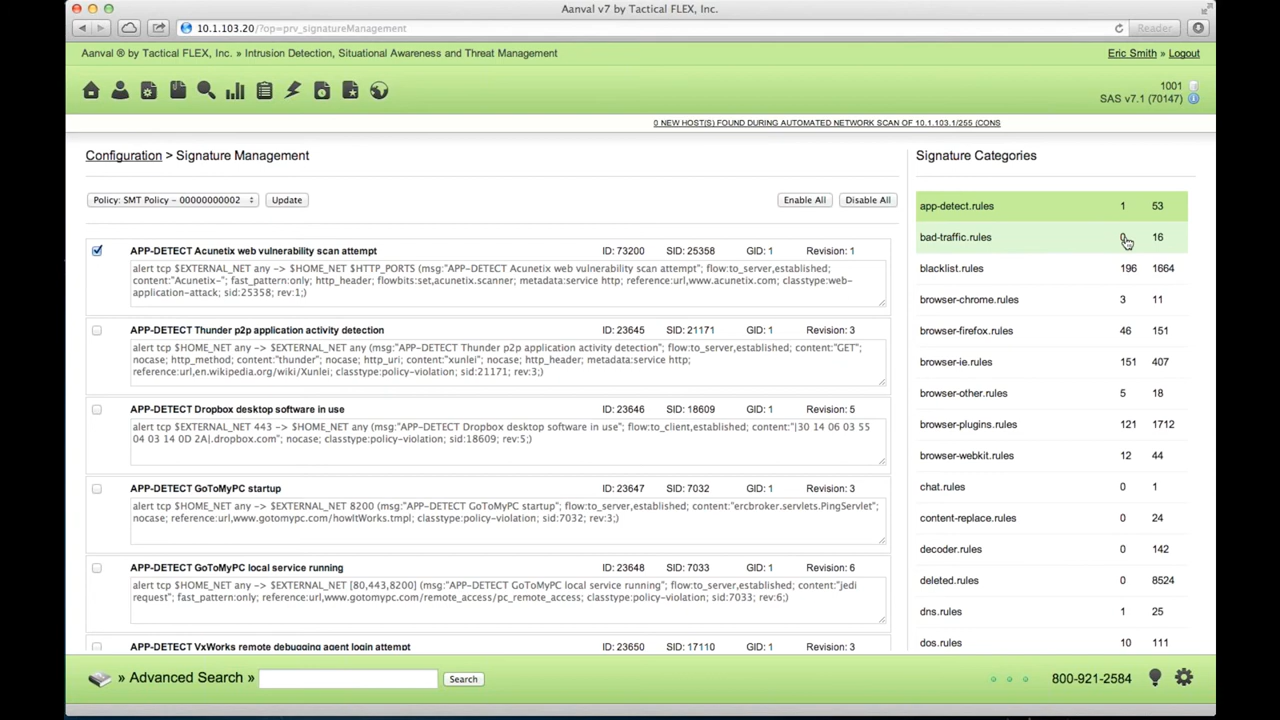 Aanval v7 by Tactical FLEX, Inc.
10.1.103.20/?op=prv_signatureManagement
Reader
Aanval ® by Tactical FLEX, Inc. » Intrusion Detection, Situational Awareness and Threat Management
Eric Smith » Logout
1001
SAS v7.1 (70147)
0 NEW HOST(S) FOUND DURING AUTOMATED NETWORK SCAN OF 10.1.103.1/255 (CONS
Configuration > Signature Management
Policy: SMT Policy - 00000000002
Update
Enable All
Disable All
APP-DETECT Acunetix web vulnerability scan attempt ID: 73200 SID: 25358 GID: 1 Revision: 1
alert tcp $EXTERNAL_NET any -> $HOME_NET $HTTP_PORTS (msg:"APP-DETECT Acunetix web vulnerability scan attempt"; flow:to_server,established;
content:"Acunetix-"; fast_pattern:only; http_header; flowbits:set,acunetix.scanner; metadata:service http; reference:url,www.acunetix.com; classtype:web-
application-attack; sid:25358; rev:1;)
APP-DETECT Thunder p2p application activity detection ID: 23645 SID: 21171 GID: 1 Revision: 3
alert tcp $HOME_NET any -> $EXTERNAL_NET any (msg:"APP-DETECT Thunder p2p application activity detection"; flow:to_server,established; content:"GET";
nocase; http_method; content:"thunder"; nocase; http_uri; content:"xunlei"; nocase; http_header; metadata:service http;
reference:url,en.wikipedia.org/wiki/Xunlei; classtype:policy-violation; sid:21171; rev:3;)
APP-DETECT Dropbox desktop software in use ID: 23646 SID: 18609 GID: 1 Revision: 5
alert tcp $EXTERNAL_NET 443 -> $HOME_NET any (msg:"APP-DETECT Dropbox desktop software in use"; flow:to_client,established; content:"|30 14 06 03 55
04 03 14 0D 2A|.dropbox.com"; nocase; classtype:policy-violation; sid:18609; rev:5;)
APP-DETECT GoToMyPC startup ID: 23647 SID: 7032 GID: 1 Revision: 3
alert tcp $HOME_NET any -> $EXTERNAL_NET 8200 (msg:"APP-DETECT GoToMyPC startup"; flow:to_server,established; content:"ercbroker.servlets.PingServlet";
nocase; reference:url,www.gotomypc.com/howItWorks.tmpl; classtype:policy-violation; sid:7032; rev:3;)
APP-DETECT GoToMyPC local service running ID: 23648 SID: 7033 GID: 1 Revision: 6
alert tcp $HOME_NET any -> $EXTERNAL_NET [80,443,8200] (msg:"APP-DETECT GoToMyPC local service running"; flow:to_server,established; content:"jedi
request"; fast_pattern:only; reference:url,www.gotomypc.com/remote_access/pc_remote_access; classtype:policy-violation; sid:7033; rev:6;)
APP-DETECT VxWorks remote debugging agent login attempt ID: 23650 SID: 17110 GID: 1 Revision: 3
Signature Categories
app-detect.rules 1 53
bad-traffic.rules 0 16
blacklist.rules 196 1664
browser-chrome.rules 3 11
browser-firefox.rules 46 151
browser-ie.rules 151 407
browser-other.rules 5 18
browser-plugins.rules 121 1712
browser-webkit.rules 12 44
chat.rules 0 1
content-replace.rules 0 24
decoder.rules 0 142
deleted.rules 0 8524
dns.rules 1 25
dos.rules 10 111
» Advanced Search »
Search
800-921-2584